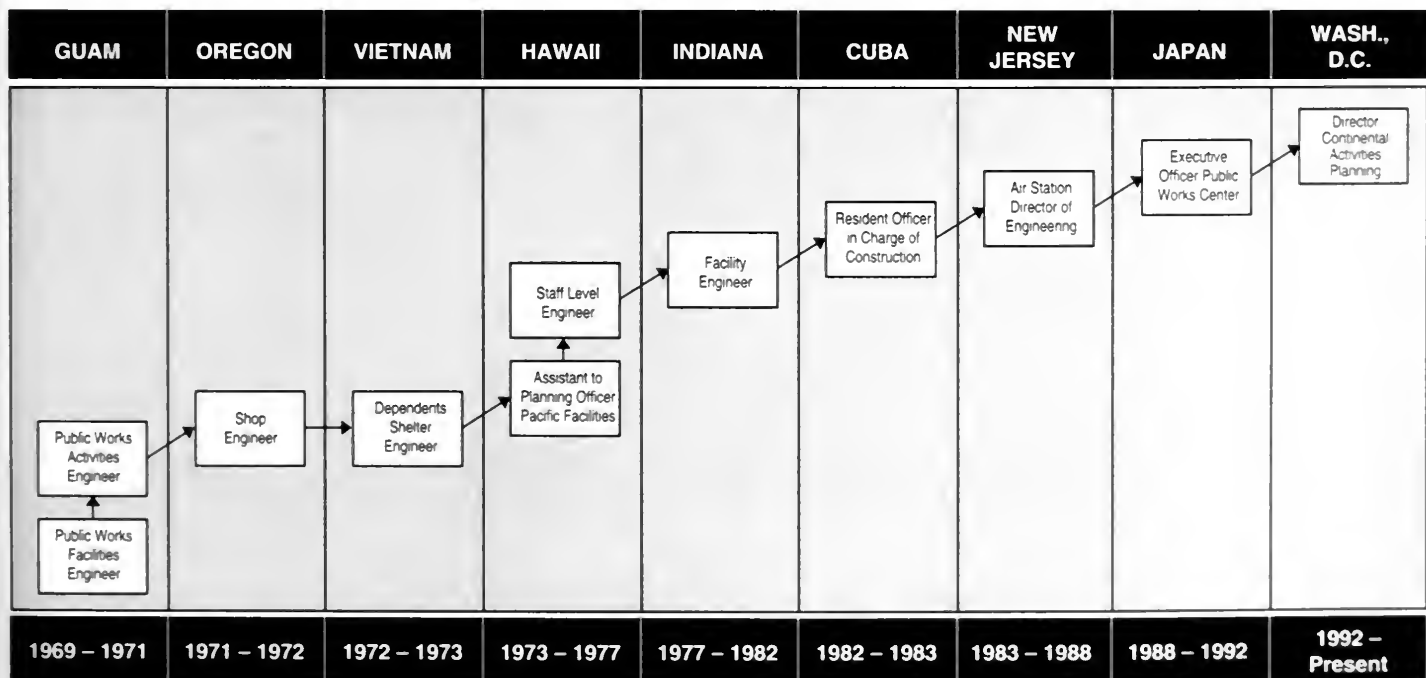 GUAM
OREGON
VIETNAM
HAWAII
INDIANA
CUBA
NEW
JERSEY
JAPAN
WASH.,
D.C.
Public Works
Activities
Engineer
Public Works
Facilities
Engineer
Shop
Engineer
Dependents
Shelter
Engineer
Staff Level
Engineer
Assistant to
Planning Officer
Pacific Facilities
Facility
Engineer
Resident Officer
in Charge of
Construction
Air Station
Director of
Engineering
Executive
Officer Public
Works Center
Director
Continental
Activities
Planning
1969 – 1971
1971 – 1972
1972 – 1973
1973 – 1977
1977 – 1982
1982 – 1983
1983 – 1988
1988 – 1992
1992 –
Present